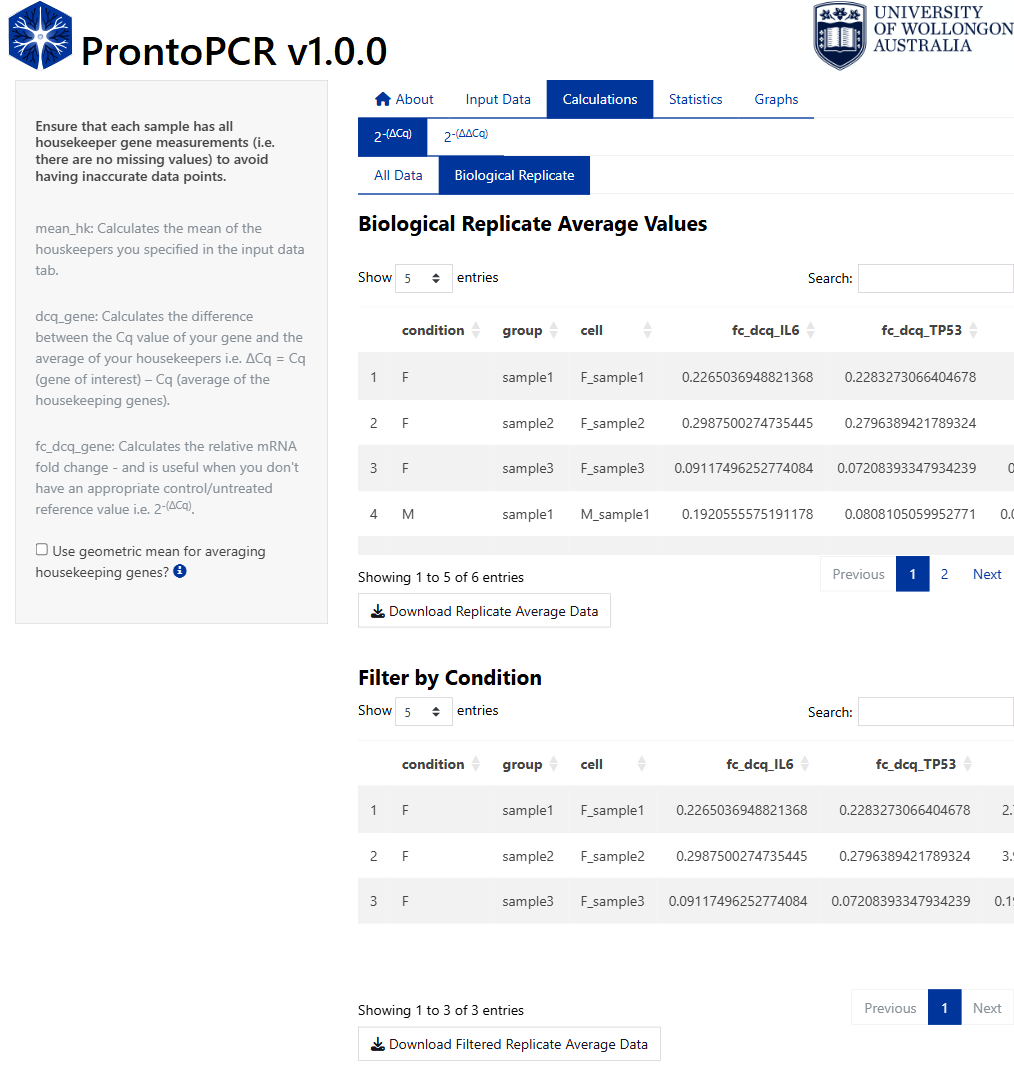 ProntoPCR v1.0.0
UNIVERSITY
OF WOLLONGONG
AUSTRALIA
Ensure that each sample has all
housekeeper gene measurements (i.e.
there are no missing values) to avoid
having inaccurate data points.
mean_hk: Calculates the mean of the
houskeepers you specified in the input data
tab.
dcq_gene: Calculates the difference
between the Cq value of your gene and the
average of your housekeepers i.e. ΔCq = Cq
(gene of interest) – Cq (average of the
housekeeping genes).
fc_dcq_gene: Calculates the relative mRNA
fold change - and is useful when you don't
have an appropriate control/untreated
reference value i.e. 2-(ΔCq).
Use geometric mean for averaging
housekeeping genes?
About Input Data Calculations Statistics Graphs
2-(ΔCq) 2-(ΔΔCq)
All Data Biological Replicate
Biological Replicate Average Values
Show 5 entries Search:
condition group cell fc_dcq_IL6 fc_dcq_TP53
1 F sample1 F_sample1 0.2265036948821368 0.2283273066404678
2 F sample2 F_sample2 0.2987500274735445 0.2796389421789324
3 F sample3 F_sample3 0.09117496252774084 0.07208393347934239 0
4 M sample1 M_sample1 0.1920555575191178 0.0808105059952771 0.0
Showing 1 to 5 of 6 entries Previous 1 2 Next
Download Replicate Average Data
Filter by Condition
Show 5 entries Search:
condition group cell fc_dcq_IL6 fc_dcq_TP53
1 F sample1 F_sample1 0.2265036948821368 0.2283273066404678 2.
2 F sample2 F_sample2 0.2987500274735445 0.2796389421789324 3.
3 F sample3 F_sample3 0.09117496252774084 0.07208393347934239 0.1
Showing 1 to 3 of 3 entries Previous 1 Next
Download Filtered Replicate Average Data